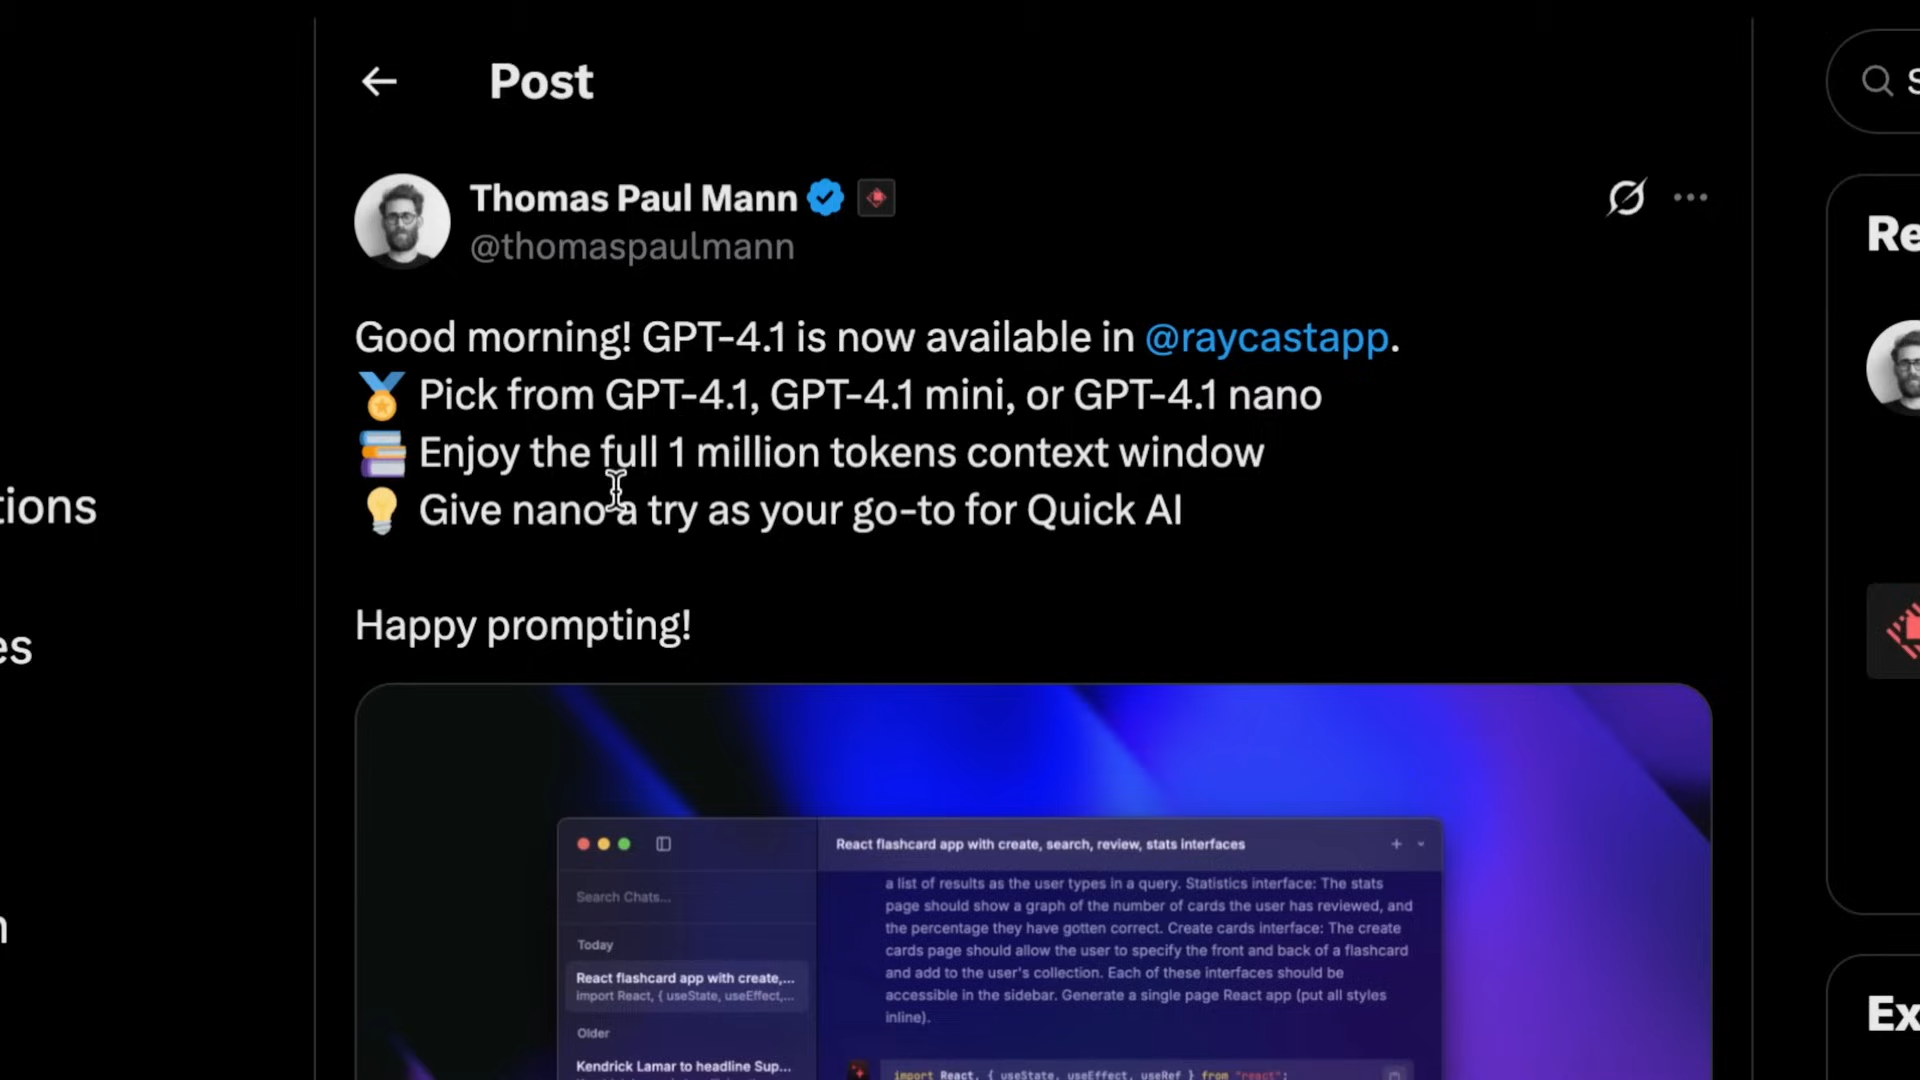 Post
Thomas Paul Mann
@thomaspaulmann
Good morning! GPT-4.1 is now available in @raycastapp.
🏅 Pick from GPT-4.1, GPT-4.1 mini, or GPT-4.1 nano
📚 Enjoy the full 1 million tokens context window
💡 Give nano a try as your go-to for Quick AI
Happy prompting!
React flashcard app with create, search, review, stats interfaces
Search Chats...
Today
React flashcard app with create,...
import React, { useState, useEffect,...
Older
Kendrick Lamar to headline Sup...
a list of results as the user types in a query. Statistics interface: The stats
page should show a graph of the number of cards the user has reviewed, and
the percentage they have gotten correct. Create cards interface: The create
cards page should allow the user to specify the front and back of a flashcard
and add to the user's collection. Each of these interfaces should be
accessible in the sidebar. Generate a single page React app (put all styles
inline).
import React, { useState, useEffect, useRef } from "react";
tions
es
n
S
Re
Ex